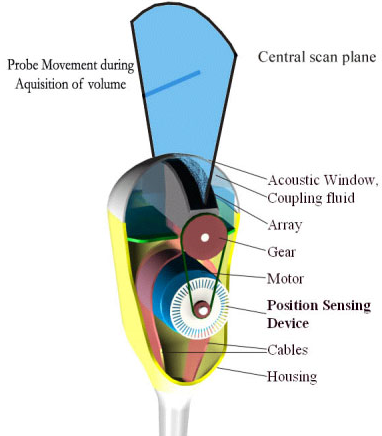 Probe Movement during
Aquisition of volume
Central scan plane
Acoustic Window,
Coupling fluid
Array
Gear
Motor
Position Sensing
Device
Cables
Housing